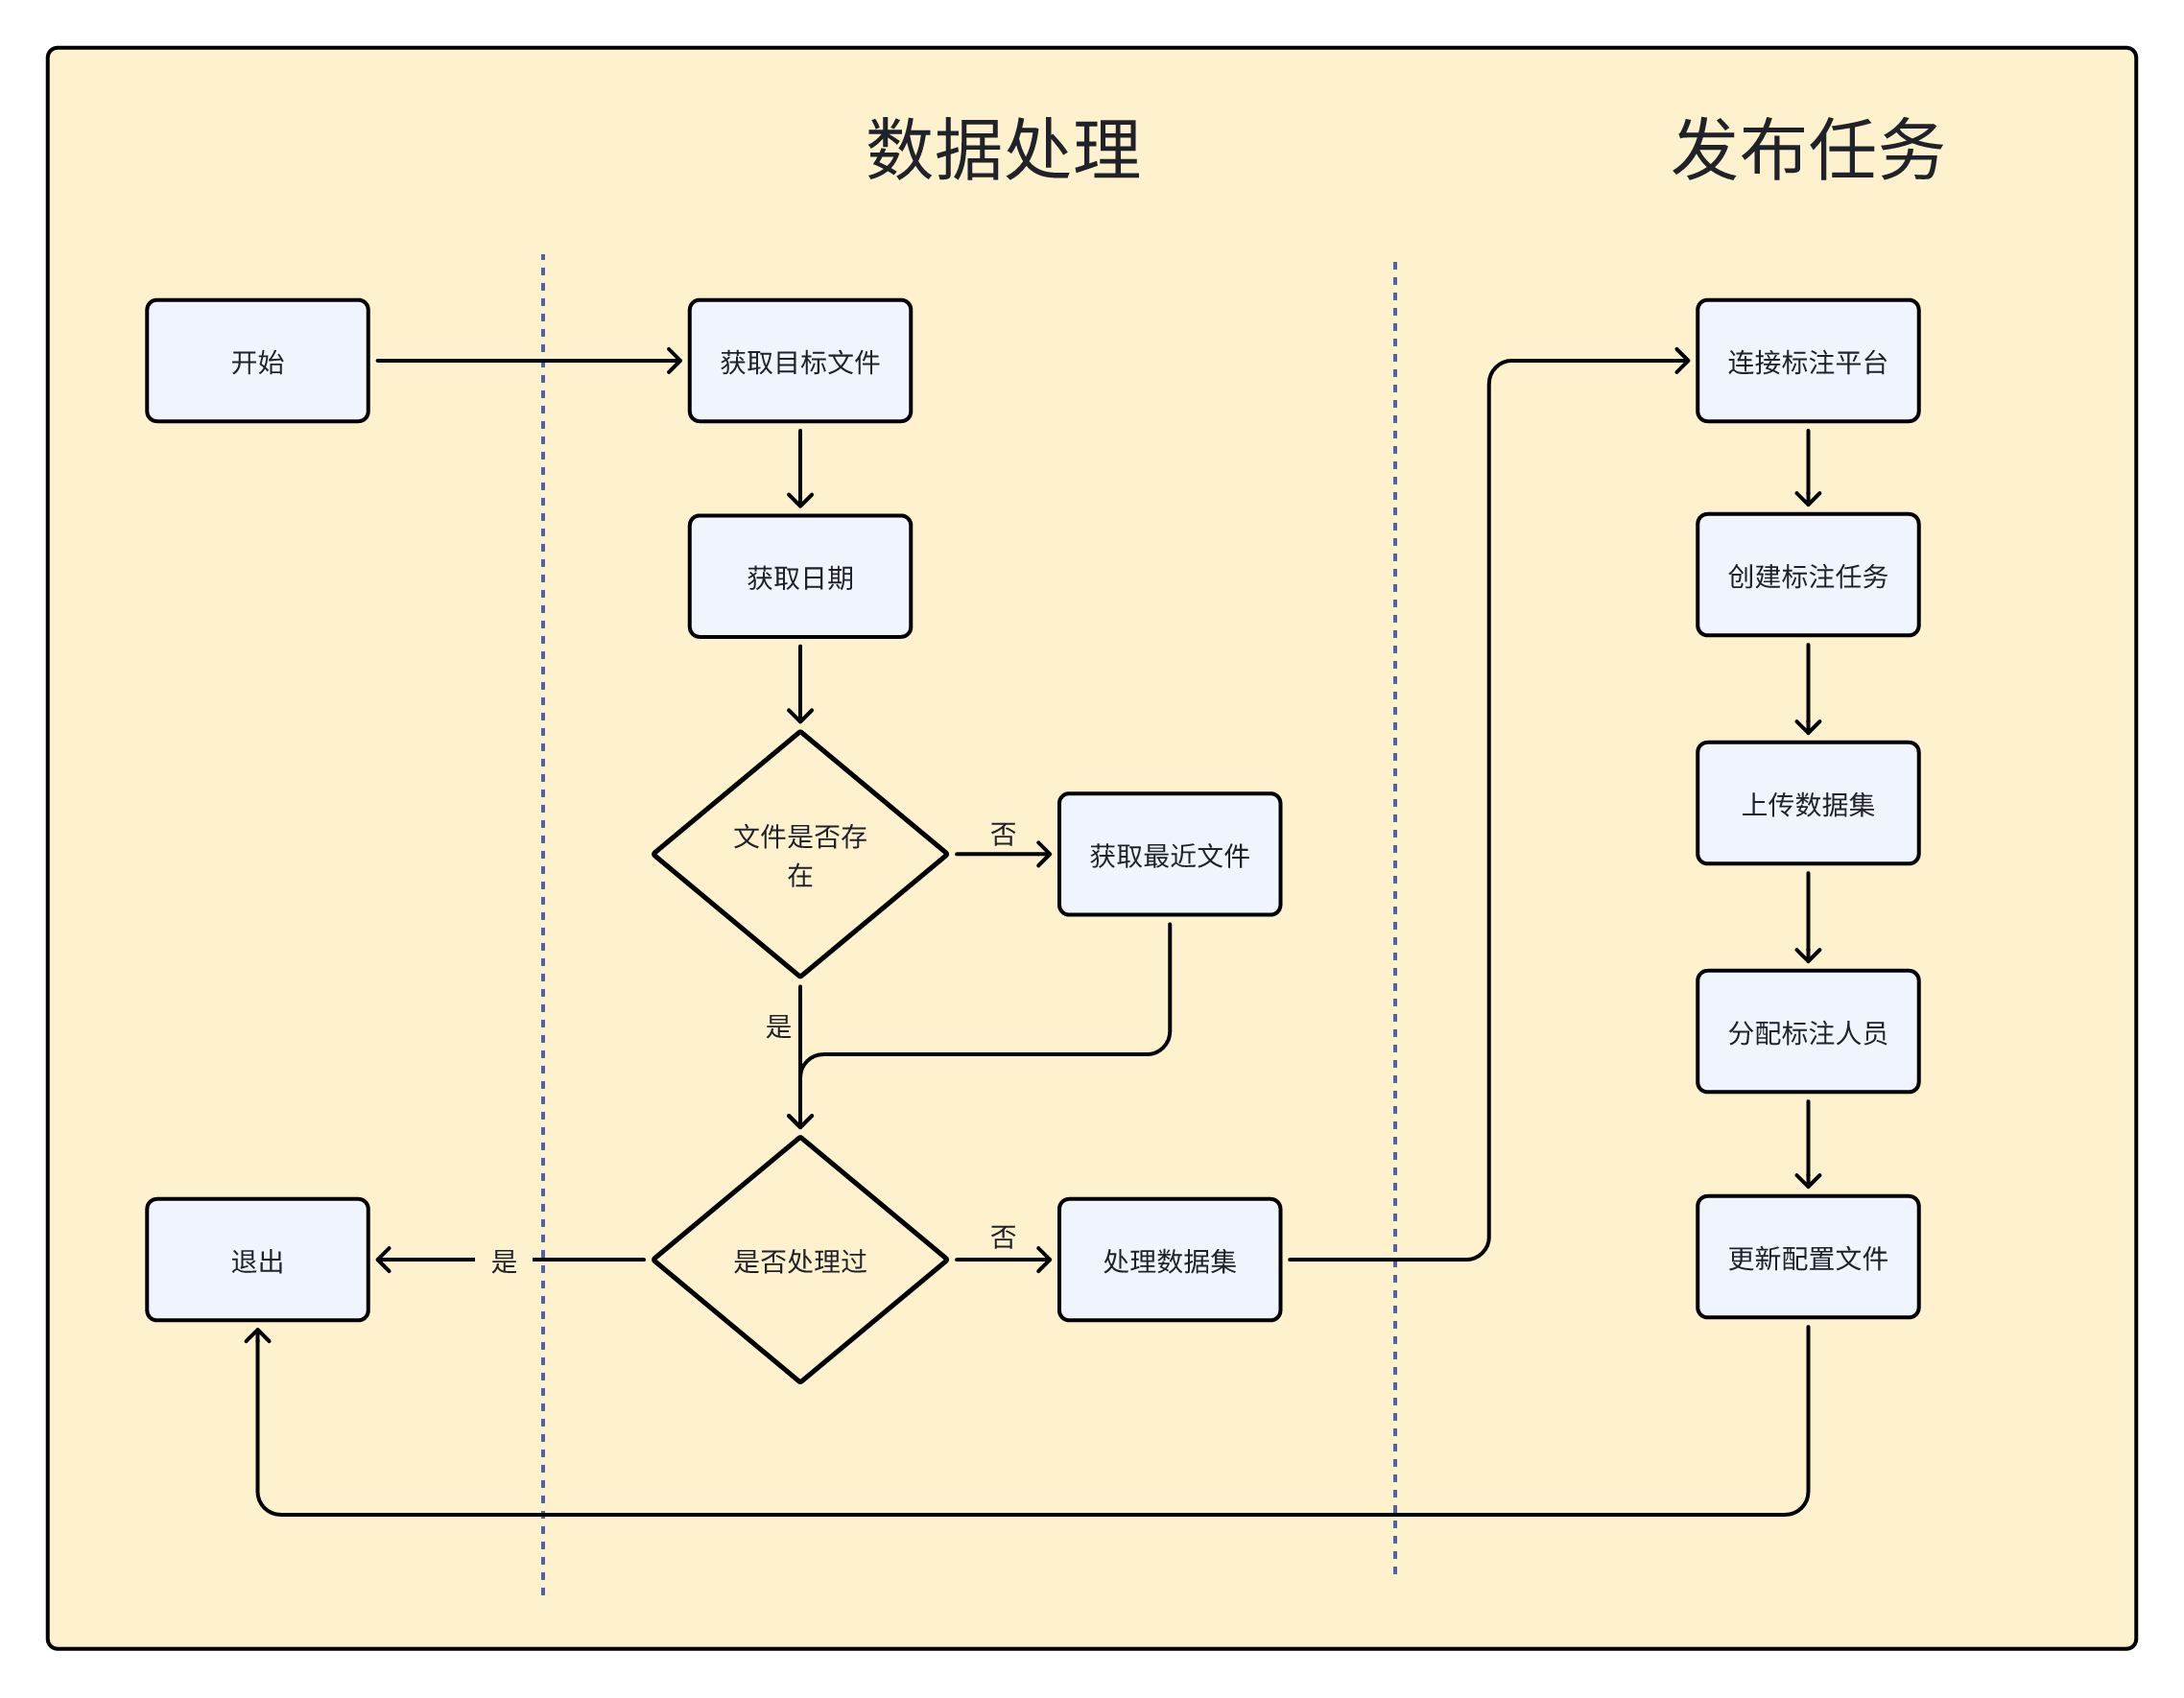 数据处理
发布任务
开始
获取目标文件
连接标注平台
获取日期
创建标注任务
文件是否存
在
否
获取最近文件
上传数据集
是
分配标注人员
退出
是
是否处理过
否
处理数据集
更新配置文件